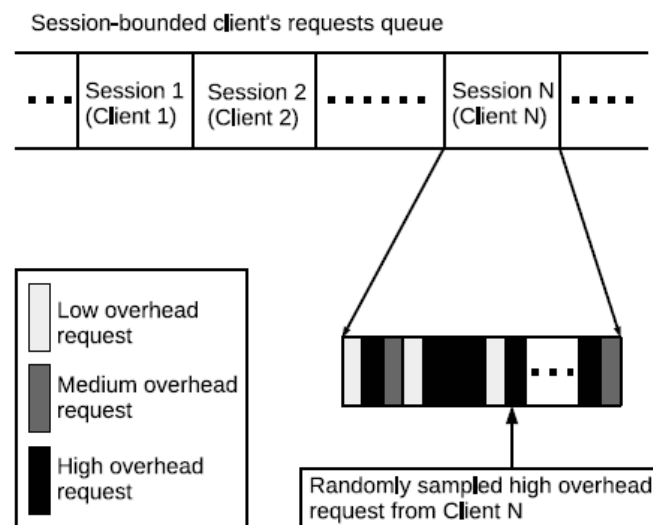 Session-bounded client's requests queue
Session 1
(Client 1)
Session 2
(Client 2)
Session N
(Client N)
Low overhead
request
Medium overhead
request
High overhead
request
Randomly sampled high overhead
request from Client N